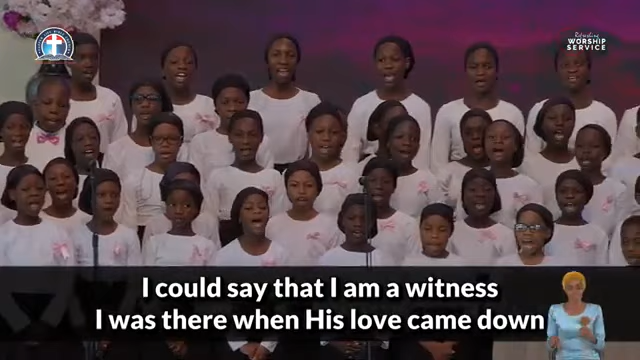 Refreshing
WORSHIP
SERVICE
I could say that I am a witness
I was there when His love came down